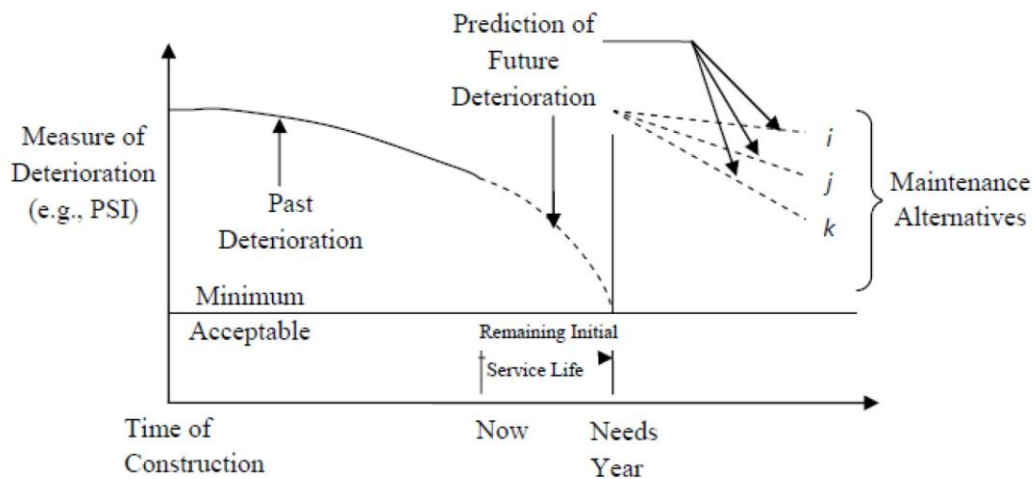 Prediction of
Future
Deterioration
Measure of
Deterioration
(e.g., PSI)
Past
Deterioration
i
j
k
Maintenance
Alternatives
Minimum
Acceptable
Remaining Initial
Service Life
Time of
Construction
Now
Needs
Year